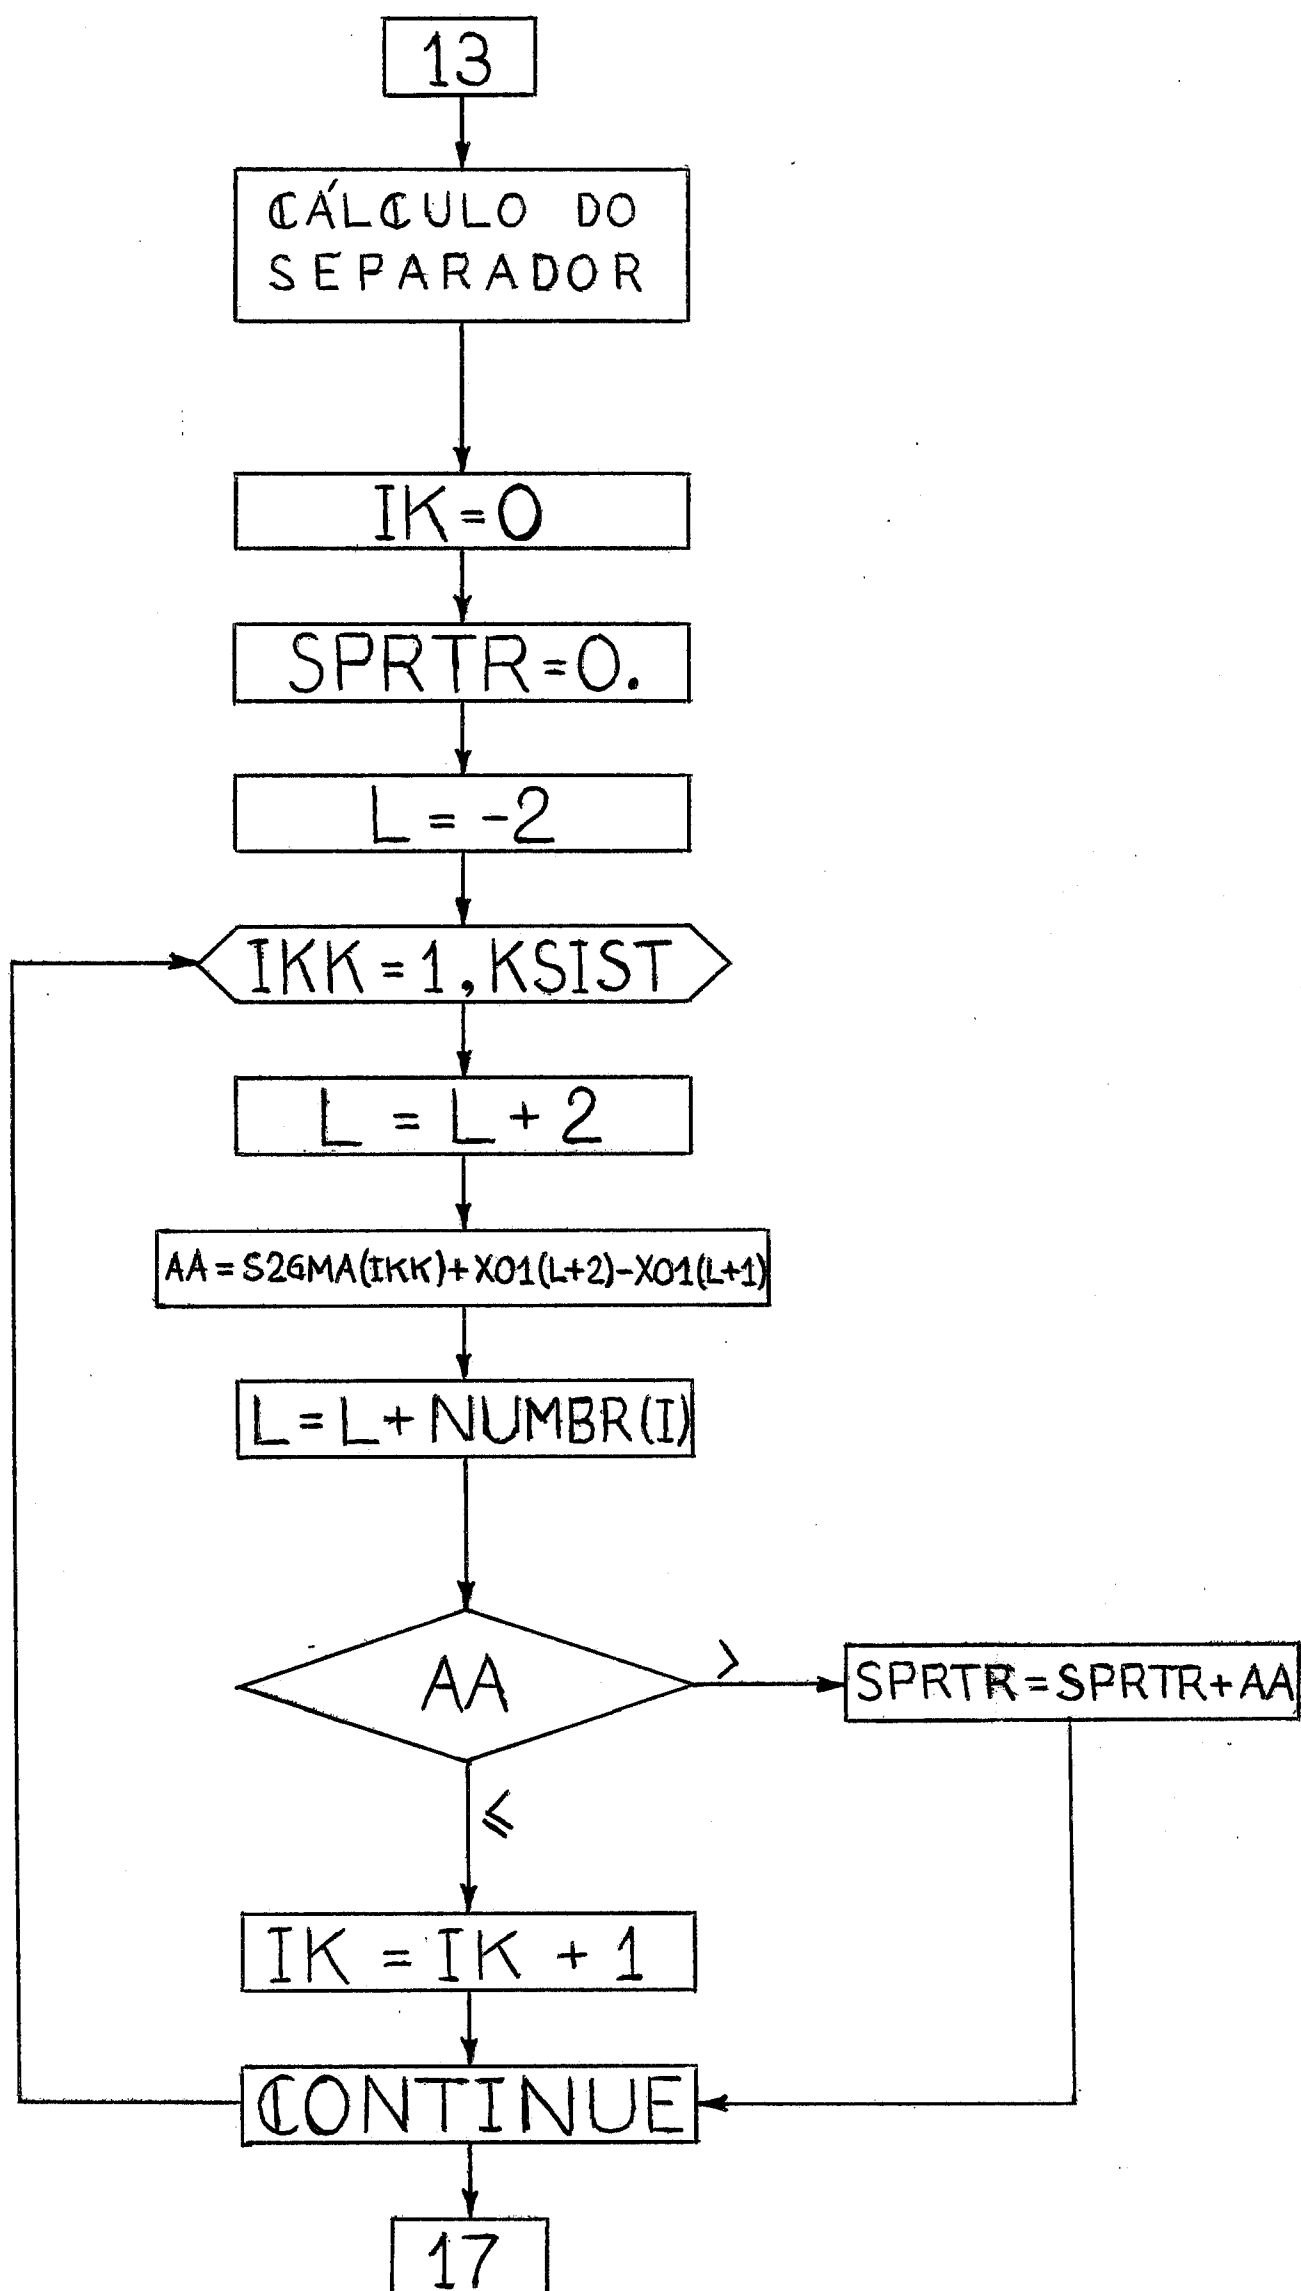 13
CÁLCULO DO
SEPARADOR
IK=0
SPRTR=0.
L = -2
IKK = 1, KSIST
L = L + 2
AA = S2GMA(IKK)+X01(L+2)-X01(L+1)
L = L + NUMBR(I)
AA
>
SPRTR=SPRTR+AA
≤
IK = IK + 1
CONTINUE
17